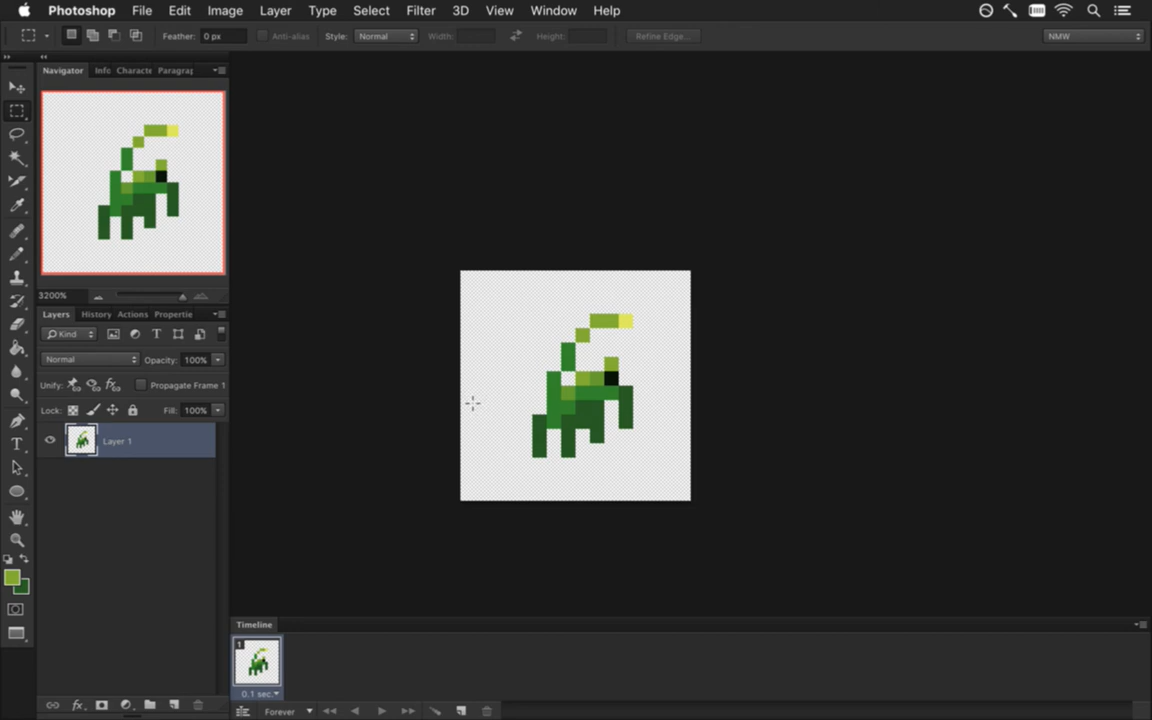 Photoshop File Edit Image Layer Type Select Filter 3D View Window Help
Feather: 0 px Anti-alias Style: Normal Width: Height: Refine Edge... NMW
Navigator Info Characte Paragrap
3200%
Layers History Actions Propertie
Kind T
Normal Opacity: 100%
Unify: Propagate Frame 1
Lock: Fill: 100%
Layer 1
T
fx
Timeline
1
0.1 sec.
Forever